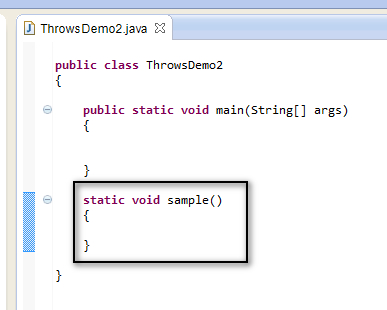 ThrowsDemo2.java
public class ThrowsDemo2
{
public static void main(String[] args)
{
}
static void sample()
{
}
}